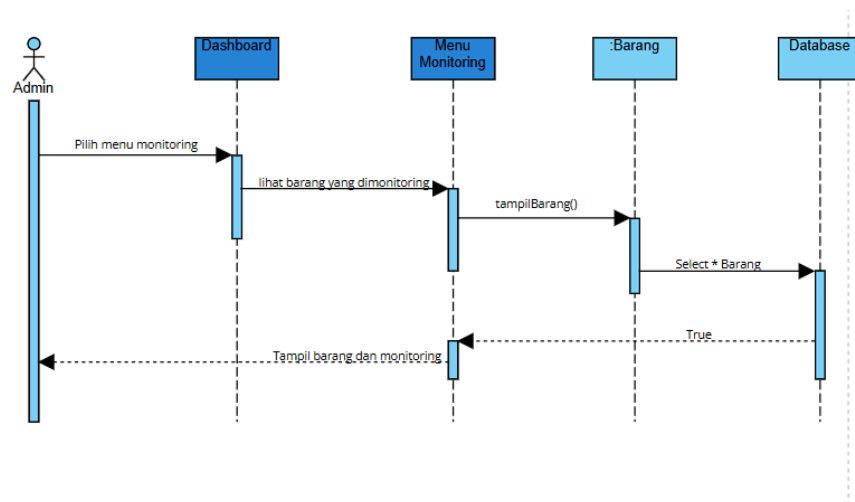 Dashboard
Menu
Monitoring
:Barang
Database
Admin
Pilih menu monitoring
lihat barang yang dimonitoring
tampilBarang()
Select * Barang
True
Tampil barang dan monitoring